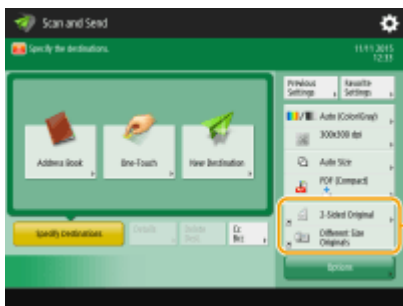 Scan and Send
Specify the destinations.
11/11 2015
12:33
Previous
Settings
Favorite
Settings
Auto (Color/Gray)
300x300 dpi
Address Book
One-Touch
New Destination
Auto Size
PDF (Compact)
2-Sided Original
Different Size
Originals
Specify Destinations
Details
Delete
Dest.
Cc
Bcc
Options